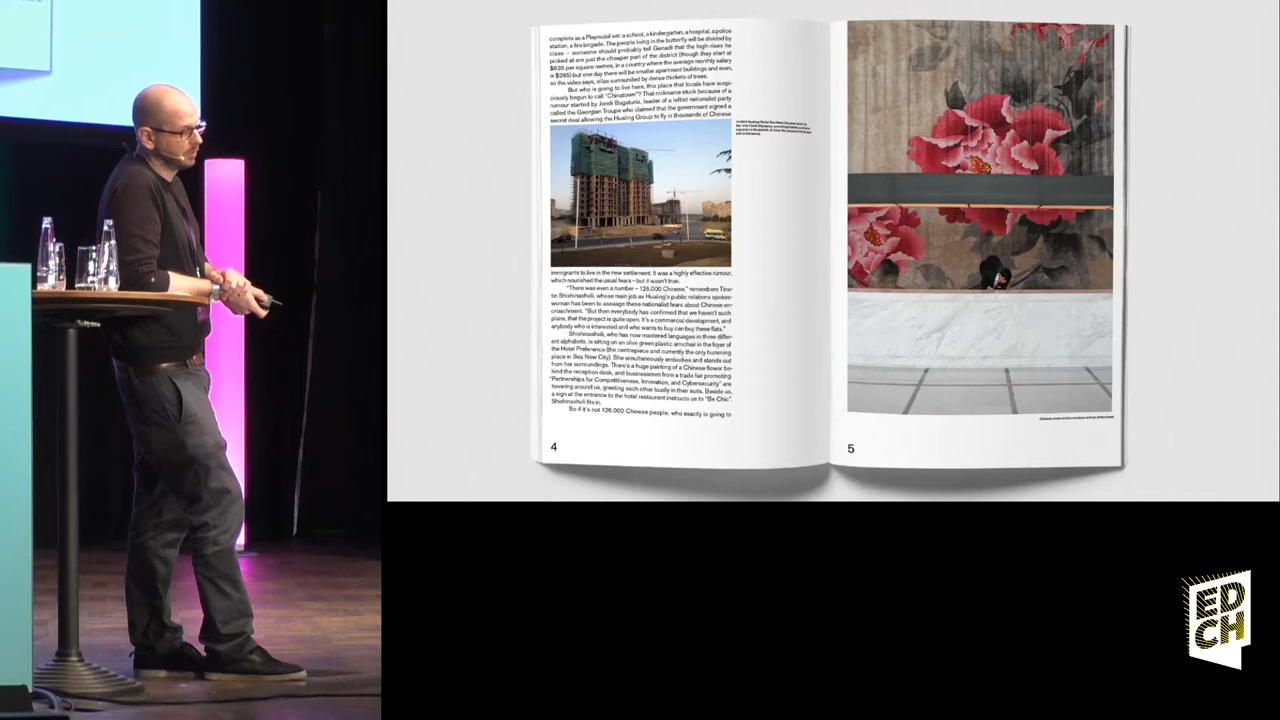 complete as a Playmobil set: a school, a kindergarten, a hospital, a police
station, a fire brigade. The people living in the butterfly will be divided by
class – someone should probably tell Genadi that the high-rises he
picked at are just the cheaper part of the district (though they start at
$635 per square metres, in a country where the average monthly salary
is $285) but one day there will be smaller apartment buildings and even,
so the video says, villas surrounded by dense thickets of trees.
But who is going to live here, this place that locals have suspi-
ciously begun to call "Chinatown"? That nickname stuck because of a
rumour started by Jondi Bagaturia, leader of a leftist nationalist party
called the Georgian Troupe who claimed that the government signed a
secret deal allowing the Hualing Group to fly in thousands of Chinese
immigrants to live in the new settlement. It was a highly effective rumour,
which nourished the usual fears – but it wasn't true.
"There was even a number – 126,000 Chinese," remembers Tina-
tin Shishinashvili, whose main job as Hualing's public relations spokes-
woman has been to assuage these nationalist fears about Chinese en-
croachment. "But then everybody has confirmed that we haven't such
plans, that the project is quite open. It's a commercial development, and
anybody who is interested and who wants to buy can buy these flats."
Shishinashvili, who has now mastered languages in three differ-
ent alphabets, is sitting on an olive green plastic armchair in the foyer of
the Hotel Preference (the centrepiece and currently the only humming
place in Sea New City). She simultaneously embodies and stands out
from her surroundings. There's a huge painting of a Chinese flower be-
hind the reception desk, and businessmen from a trade fair promoting
"Partnerships for Competitiveness, Innovation, and Cybersecurity" are
hovering around us, greeting each other loudly in their suits. Beside us,
a sign at the entrance to the hotel restaurant instructs us to "Be Chic".
Shishinashvili fits in.
So if it's not 126,000 Chinese people, who exactly is going to
4
5
ED
CH